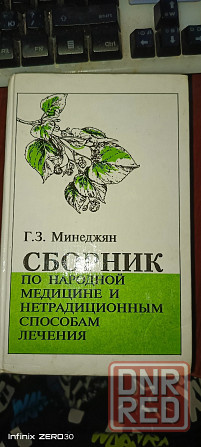 Г.З. Минеджян
СБОРНИК
ПО НАРОДНОЙ
МЕДИЦИНЕ И
НЕТРАДИЦИОННЫМ
СПОСОБАМ
ЛЕЧЕНИЯ
Infinix ZERO30
DNR
RED